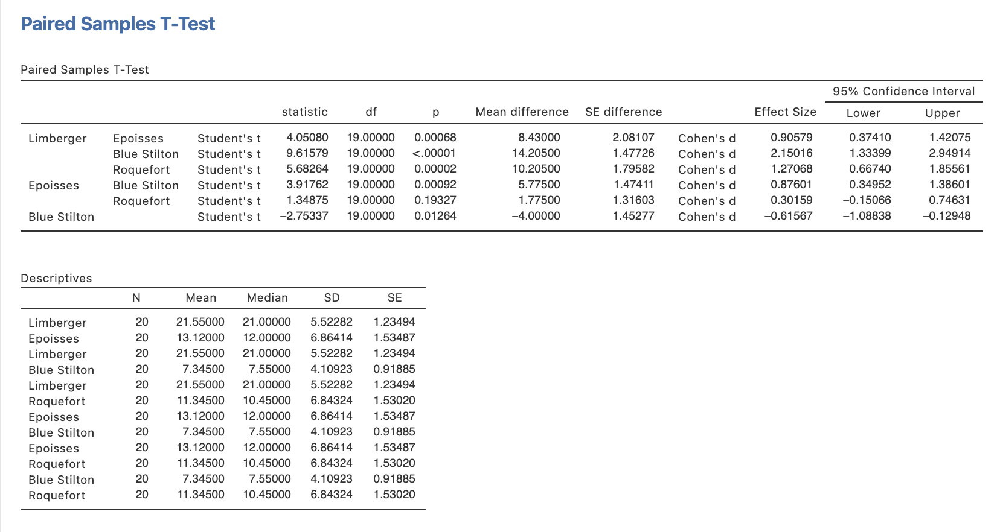 Paired Samples T-Test
Paired Samples T-Test
95% Confidence Interval
statistic df p Mean difference SE difference Effect Size Lower Upper
Limberger Epoisses Student's t 4.05080 19.00000 0.00068 8.43000 2.08107 Cohen's d 0.90579 0.37410 1.42075
Blue Stilton Student's t 9.61579 19.00000 <.00001 14.20500 1.47726 Cohen's d 2.15016 1.33399 2.94914
Roquefort Student's t 5.68264 19.00000 0.00002 10.20500 1.79582 Cohen's d 1.27068 0.66740 1.85561
Epoisses Blue Stilton Student's t 3.91762 19.00000 0.00092 5.77500 1.47411 Cohen's d 0.87601 0.34952 1.38601
Roquefort Student's t 1.34875 19.00000 0.19327 1.77500 1.31603 Cohen's d 0.30159 −0.15066 0.74631
Blue Stilton Student's t −2.75337 19.00000 0.01264 −4.00000 1.45277 Cohen's d −0.61567 −1.08838 −0.12948
Descriptives
N Mean Median SD SE
Limberger 20 21.55000 21.00000 5.52282 1.23494
Epoisses 20 13.12000 12.00000 6.86414 1.53487
Limberger 20 21.55000 21.00000 5.52282 1.23494
Blue Stilton 20 7.34500 7.55000 4.10923 0.91885
Limberger 20 21.55000 21.00000 5.52282 1.23494
Roquefort 20 11.34500 10.45000 6.84324 1.53020
Epoisses 20 13.12000 12.00000 6.86414 1.53487
Blue Stilton 20 7.34500 7.55000 4.10923 0.91885
Epoisses 20 13.12000 12.00000 6.86414 1.53487
Roquefort 20 11.34500 10.45000 6.84324 1.53020
Blue Stilton 20 7.34500 7.55000 4.10923 0.91885
Roquefort 20 11.34500 10.45000 6.84324 1.53020